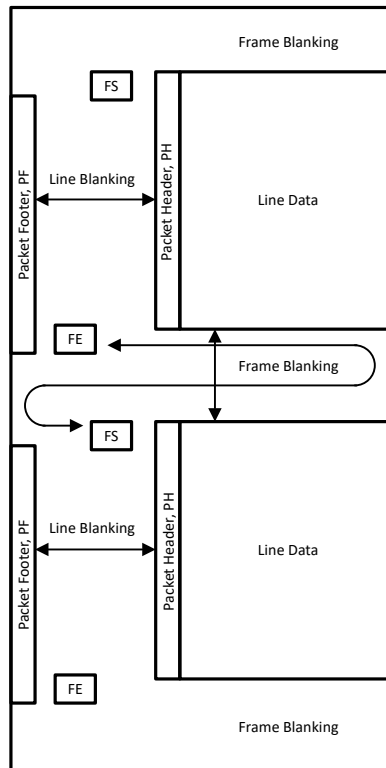 Frame Blanking
FS
Packet Footer, PF
Line Blanking
Packet Header, PH
Line Data
FE
Frame Blanking
FS
Packet Footer, PF
Line Blanking
Packet Header, PH
Line Data
FE
Frame Blanking